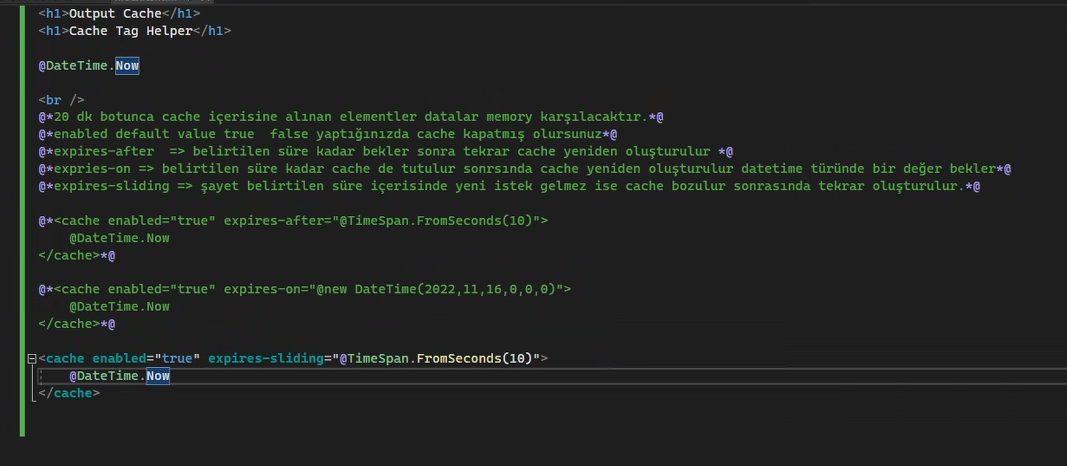 <h1>Output Cache</h1>
<h1>Cache Tag Helper</h1>
@DateTime.Now
<br />
@*20 dk botunca cache içerisine alınan elementler datalar memory karşılacaktır.*@
@*enabled default value true  false yaptığınızda cache kapatmış olursunuz*@
@*expires-after  => belirtilen süre kadar bekler sonra tekrar cache yeniden oluşturulur *@
@*expries-on => belirtilen süre kadar cache de tutulur sonrsında cache yeniden oluşturulur datetime türünde bir değer bekler*@
@*expires-sliding => şayet belirtilen süre içerisinde yeni istek gelmez ise cache bozulur sonrasında tekrar oluşturulur.*@
@*<cache enabled="true" expires-after="@TimeSpan.FromSeconds(10)">
@DateTime.Now
</cache>*@
@*<cache enabled="true" expires-on="@new DateTime(2022,11,16,0,0,0)">
@DateTime.Now
</cache>*@
<cache enabled="true" expires-sliding="@TimeSpan.FromSeconds(10)">
@DateTime.Now
</cache>